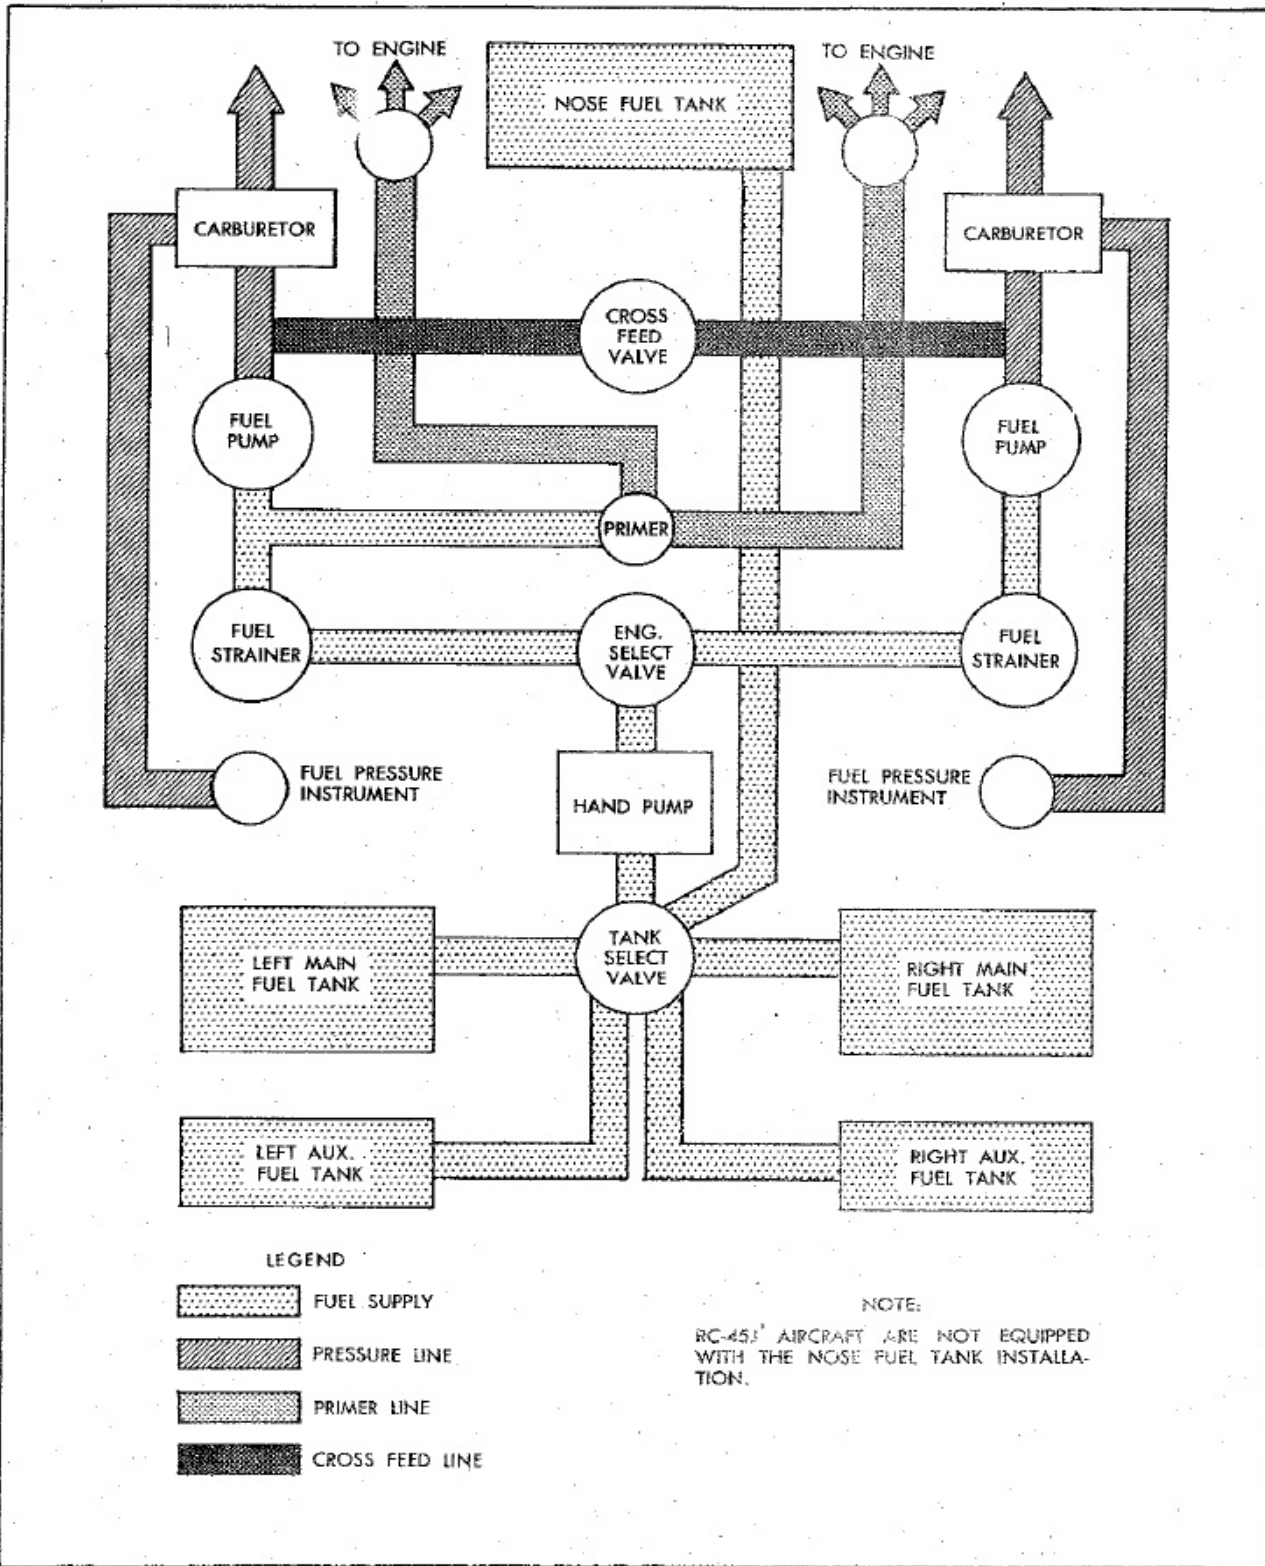 TO ENGINE
NOSE FUEL TANK
TO ENGINE
CARBURETOR
CARBURETOR
CROSS
FEED
VALVE
FUEL
PUMP
FUEL
PUMP
PRIMER
FUEL
STRAINER
ENG.
SELECT
VALVE
FUEL
STRAINER
FUEL PRESSURE
INSTRUMENT
HAND PUMP
FUEL PRESSURE
INSTRUMENT
LEFT MAIN
FUEL TANK
TANK
SELECT
VALVE
RIGHT MAIN
FUEL TANK
LEFT AUX.
FUEL TANK
RIGHT AUX.
FUEL TANK
LEGEND
FUEL SUPPLY
PRESSURE LINE
PRIMER LINE
CROSS FEED LINE
NOTE:
AIRCRAFT ARE NOT EQUIPPED
WITH THE NOSE FUEL TANK INSTALLA-
TION.